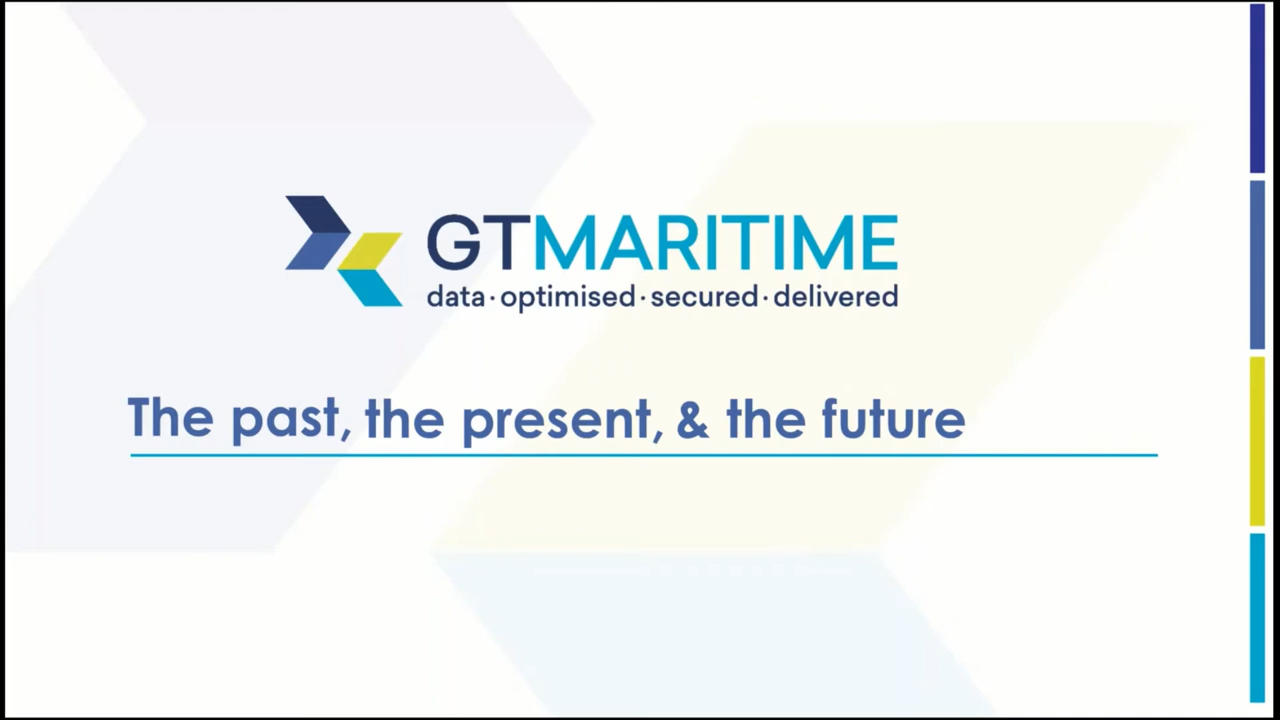 GTMARITIME
data·optimised·secured·delivered
The past, the present, & the future